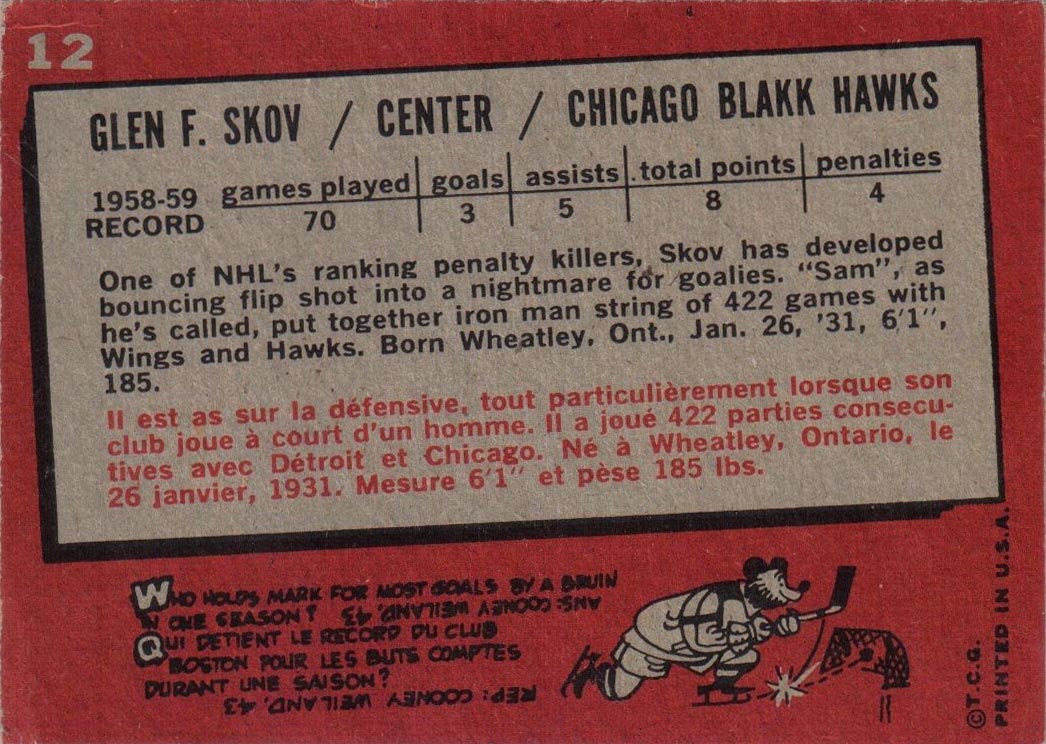 12
GLEN F. SKOV / CENTER / CHICAGO BLAKK HAWKS
1958-59 games played goals assists total points penalties
RECORD 70 3 5 8 4
One of NHL's ranking penalty killers, Skov has developed
bouncing flip shot into a nightmare for goalies. "Sam", as
he's called, put together iron man string of 422 games with
Wings and Hawks. Born Wheatley, Ont., Jan. 26, '31, 6'1",
185.
Il est as sur la défensive, tout particulièrement lorsque son
club joue à court d'un homme. Il a joué 422 parties consecu-
tives avec Détroit et Chicago. Né à Wheatley, Ontario, le
26 janvier, 1931. Mesure 6'1" et pèse 185 lbs.
WHO HOLDS MARK FOR MOST GOALS BY A BRUIN
IN ONE SEASON? ANS: COONEY WEILAND, 43
QUI DETIENT LE RECORD DU CLUB
BOSTON POUR LES BUTS COMPTES
DURANT UNE SAISON?
REP: COONEY WEILAND, 43
©T.C.G.
PRINTED IN U.S.A.